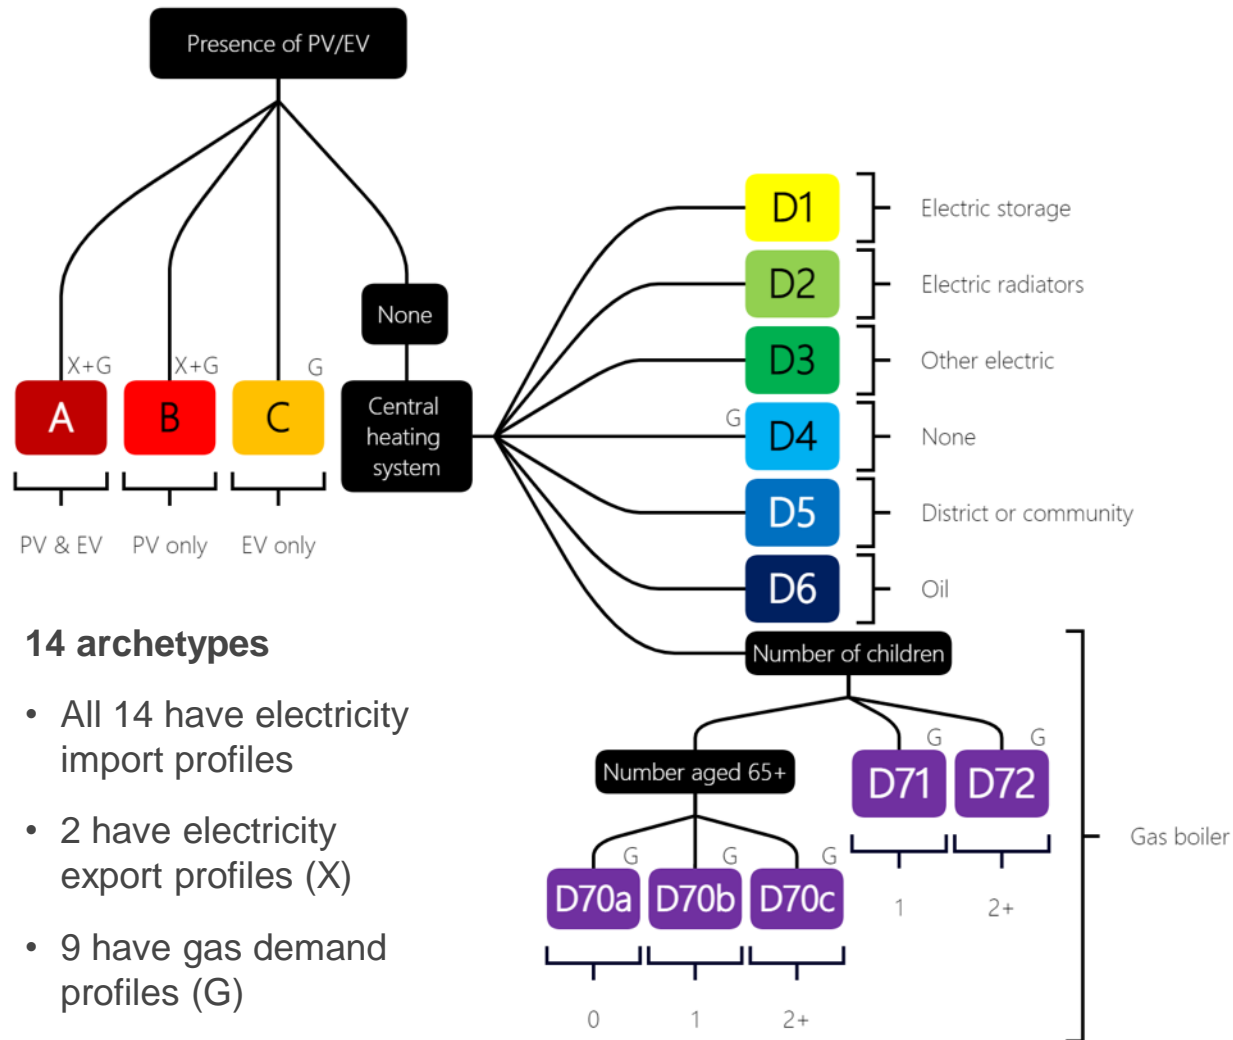 Presence of PV/EV
None
X+G
X+G
G
A
B
C
Central
heating
system
PV & EV
PV only
EV only
D1
Electric storage
D2
Electric radiators
D3
Other electric
G
D4
None
D5
District or community
D6
Oil
Number of children
G
G
D71
D72
1
2+
Number aged 65+
G
G
G
D70a
D70b
D70c
0
1
2+
Gas boiler
14 archetypes
• All 14 have electricity
import profiles
• 2 have electricity
export profiles (X)
• 9 have gas demand
profiles (G)